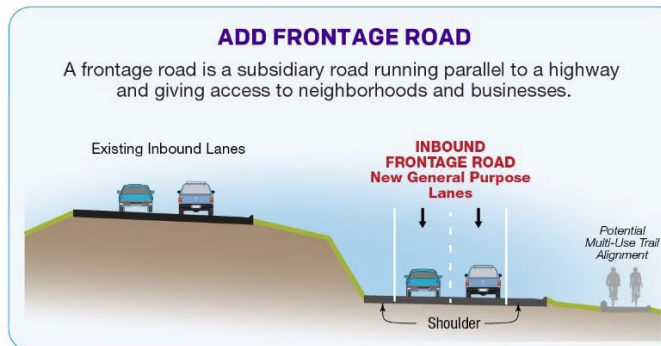 ADD FRONTAGE ROAD
A frontage road is a subsidiary road running parallel to a highway
and giving access to neighborhoods and businesses.
Existing Inbound Lanes
INBOUND
FRONTAGE ROAD
New General Purpose
Lanes
Potential
Multi-Use Trail
Alignment
Shoulder